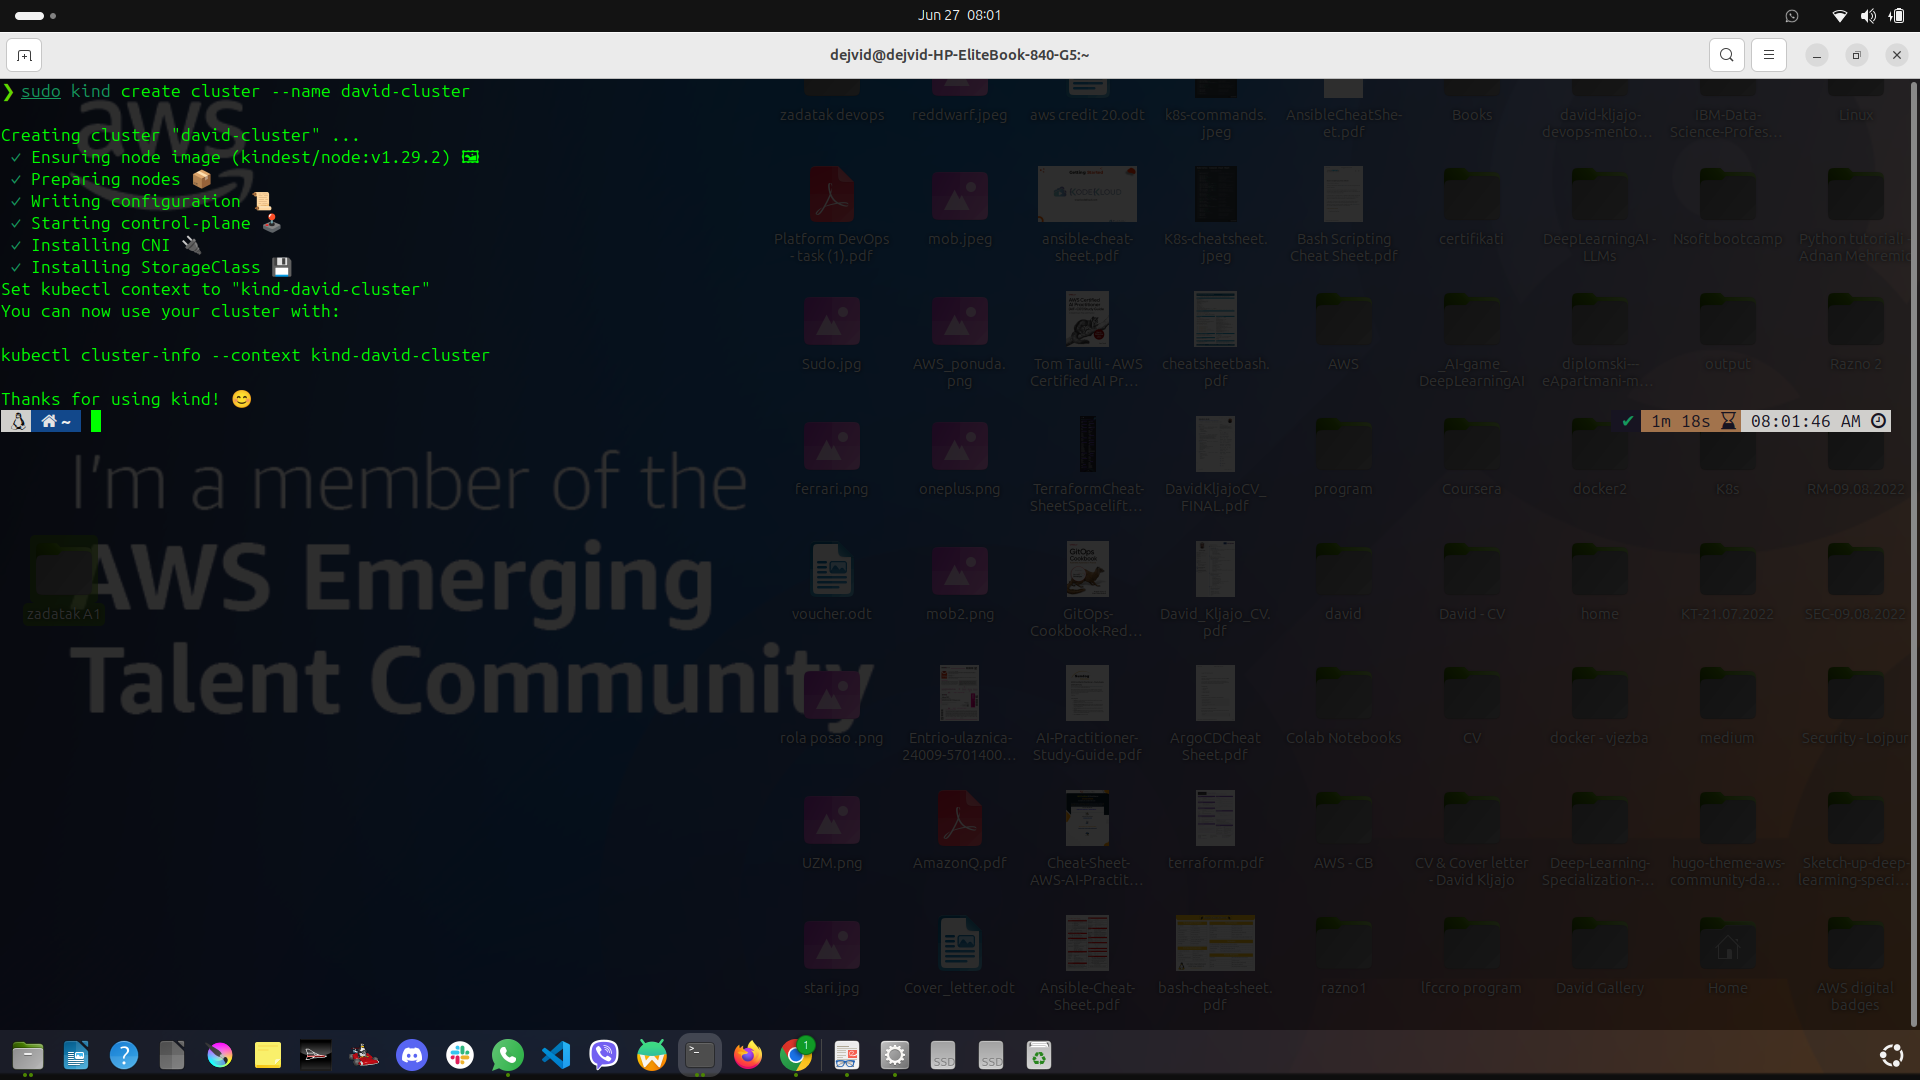 Jun 27 08:01
dejvid@dejvid-HP-EliteBook-840-G5:~
❯ sudo kind create cluster --name david-cluster
Creating cluster "david-cluster" ...
✓ Ensuring node image (kindest/node:v1.29.2) 🖼
✓ Preparing nodes 📦
✓ Writing configuration 📜
✓ Starting control-plane 🕹️
✓ Installing CNI 🔌
✓ Installing StorageClass 💾
Set kubectl context to "kind-david-cluster"
You can now use your cluster with:
kubectl cluster-info --context kind-david-cluster
Thanks for using kind! 😊
~
✔ 1m 18s 08:01:46 AM
aws
I'm a member of the
AWS Emerging
Talent Community
zadatak A1
zadatak devops
reddwarf.jpeg
aws credit 20.odt
k8s-commands.
jpeg
AnsibleCheatShe-
et.pdf
Books
david-kljajo-
devops-mento...
IBM-Data-
Science-Profes...
Linux
Platform DevOps
- task (1).pdf
mob.jpeg
ansible-cheat-
sheet.pdf
K8s-cheatsheet.
jpeg
Bash Scripting
Cheat Sheet.pdf
certifikati
DeepLearningAI -
LLMs
Nsoft bootcamp
Python tutorijali -
Sudo.jpg
AWS_ponuda.
png
Tom Taulli - AWS
Certified AI Pr...
cheatsheetbash.
pdf
AWS
_AI-game_
DeepLearningAI
diplomski---
eApartmani-m...
output
Razno 2
ferrari.png
oneplus.png
TerraformCheat-
SheetSpacelift...
DavidKljajoCV_
FINAL.pdf
program
Coursera
docker2
K8s
RM-09.08.2022
voucher.odt
mob2.png
GitOps-
Cookbook-Red...
David_Kljajo_CV.
pdf
david
David - CV
home
KT-21.07.2022
SEC-09.08.2022
rola posao .png
Entrio-ulaznica-
24009-5701400...
AI-Practitioner-
Study-Guide.pdf
ArgoCDCheat
Sheet.pdf
Colab Notebooks
CV
docker - vjezba
medium
Security - Lojpur
UZM.png
AmazonQ.pdf
Cheat-Sheet-
AWS-AI-Practit...
terraform.pdf
AWS - CB
CV & Cover letter
- David Kljajo
Deep-Learning-
Specialization-...
hugo-theme-aws-
community-da...
Sketch-up-deep-
learning-speci...
stari.jpg
Cover_letter.odt
Ansible-Cheat-
Sheet.pdf
bash-cheat-sheet.
pdf
razno1
lfccro program
David Gallery
Home
AWS digital
badges
1
SSD
SSD